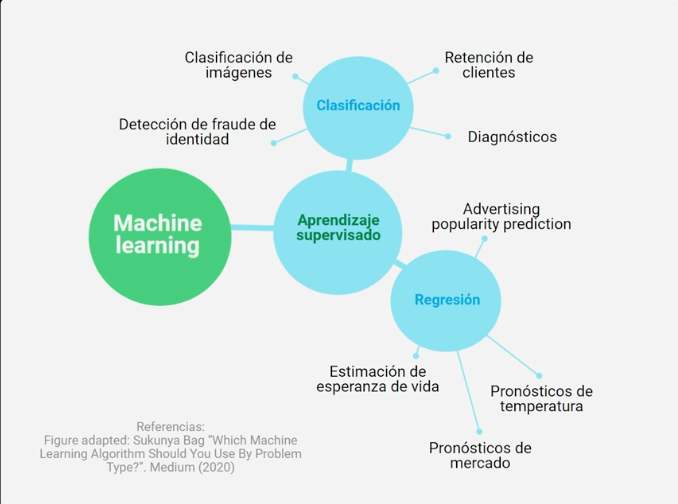 Clasificación de
imágenes
Retención de
clientes
Clasificación
Detección de fraude de
identidad
Diagnósticos
Machine
learning
Aprendizaje
supervisado
Advertising
popularity prediction
Regresión
Estimación de
esperanza de vida
Pronósticos de
temperatura
Pronósticos de
mercado
Referencias:
Figure adapted: Sukunya Bag “Which Machine
Learning Algorithm Should You Use By Problem
Type?”. Medium (2020)